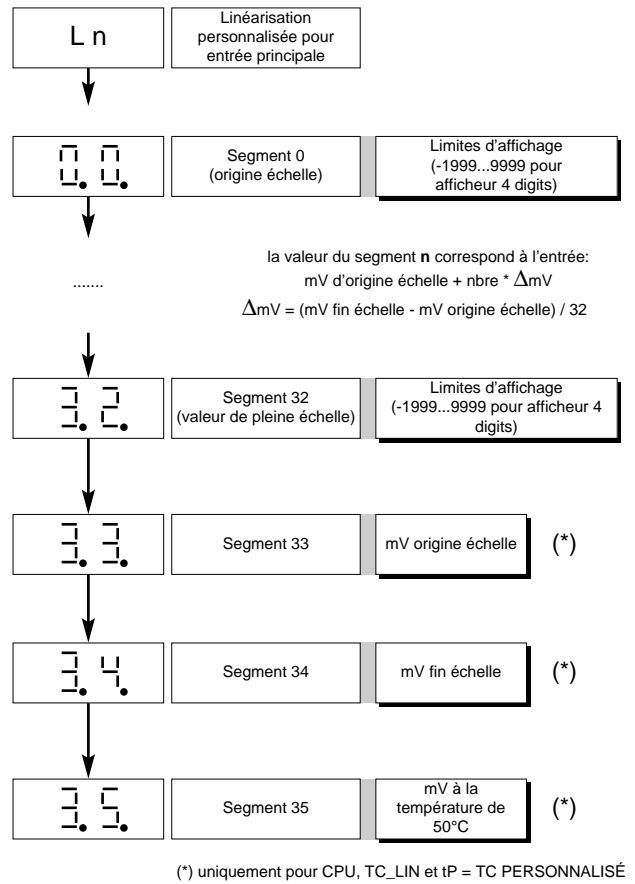 L n
Linéarisation
personnalisée pour
entrée principale
0.0.
Segment 0
(origine échelle)
Limites d'affichage
(-1999...9999 pour
afficheur 4 digits)
.......
la valeur du segment n correspond à l'entrée:
mV d'origine échelle + nbre * ΔmV
ΔmV = (mV fin échelle - mV origine échelle) / 32
3.2.
Segment 32
(valeur de pleine échelle)
Limites d'affichage
(-1999...9999 pour afficheur 4
digits)
3.3.
Segment 33
mV origine échelle
(*)
3.4.
Segment 34
mV fin échelle
(*)
3.5.
Segment 35
mV à la
température de
50°C
(*)
(*) uniquement pour CPU, TC_LIN et tP = TC PERSONNALISÉ